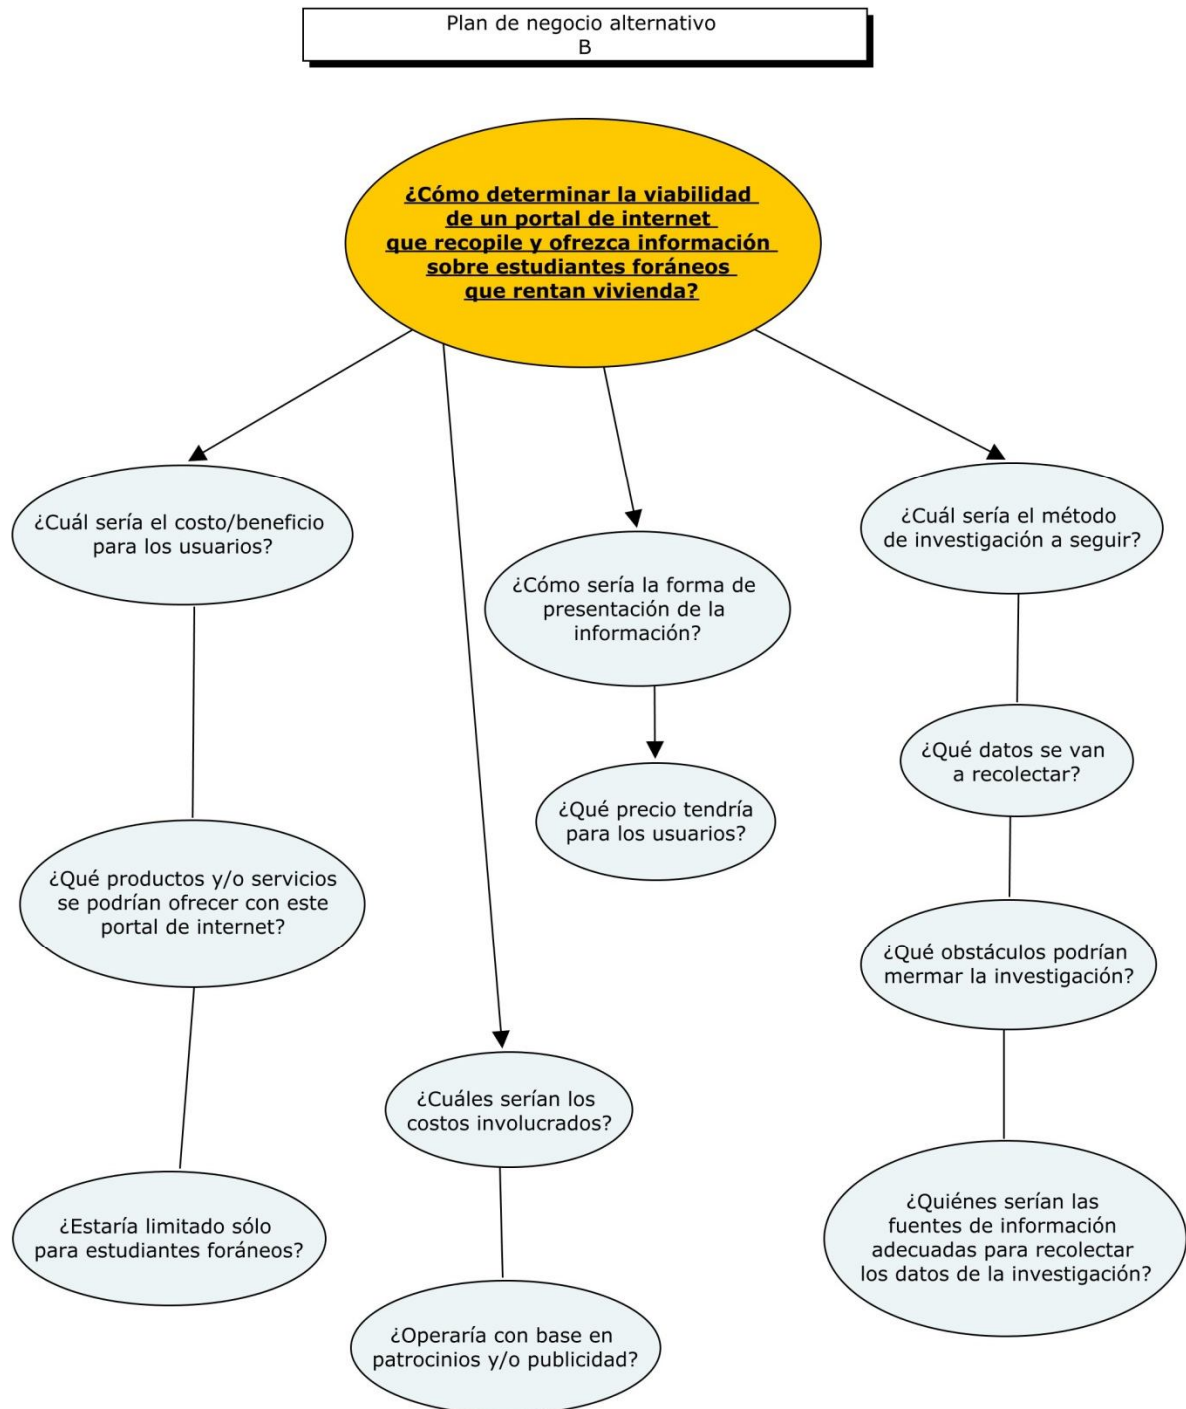 Plan de negocio alternativo
B
¿Cómo determinar la viabilidad
de un portal de internet
que recopile y ofrezca información
sobre estudiantes foráneos
que rentan vivienda?
¿Cuál sería el costo/beneficio
para los usuarios?
¿Cómo sería la forma de
presentación de la
información?
¿Cuál sería el método
de investigación a seguir?
¿Qué datos se van
a recolectar?
¿Qué precio tendría
para los usuarios?
¿Qué productos y/o servicios
se podrían ofrecer con este
portal de internet?
¿Qué obstáculos podrían
mermar la investigación?
¿Cuáles serían los
costos involucrados?
¿Estaría limitado sólo
para estudiantes foráneos?
¿Quiénes serían las
fuentes de información
adecuadas para recolectar
los datos de la investigación?
¿Operaría con base en
patrocinios y/o publicidad?